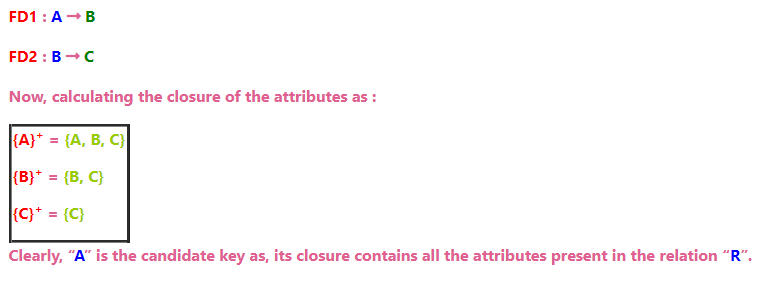 FD1 : A → B
FD2 : B → C
Now, calculating the closure of the attributes as :
{A}⁺ = {A, B, C}
{B}⁺ = {B, C}
{C}⁺ = {C}
Clearly, “A” is the candidate key as, its closure contains all the attributes present in the relation “R”.